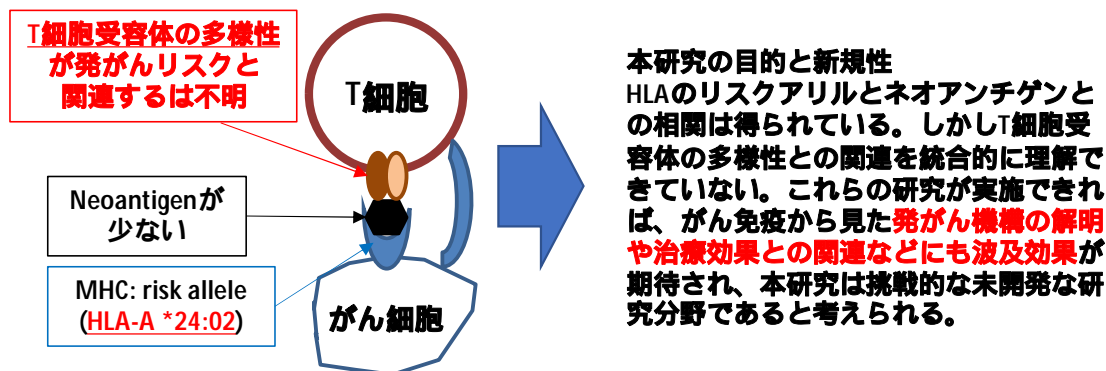 T細胞受容体の多様性
が発がんリスクと
関連するは不明
T細胞
Neoantigenが
少ない
MHC: risk allele
(HLA-A *24:02)
がん細胞
本研究の目的と新規性
HLAのリスクアリルとネオアンチゲンと
の相関は得られている。しかしT細胞受
容体の多様性との関連を統合的に理解で
きていない。これらの研究が実施できれ
ば、がん免疫から見た発がん機構の解明
や治療効果との関連などにも波及効果が
期待され、本研究は挑戦的な未開発な研
究分野であると考えられる。